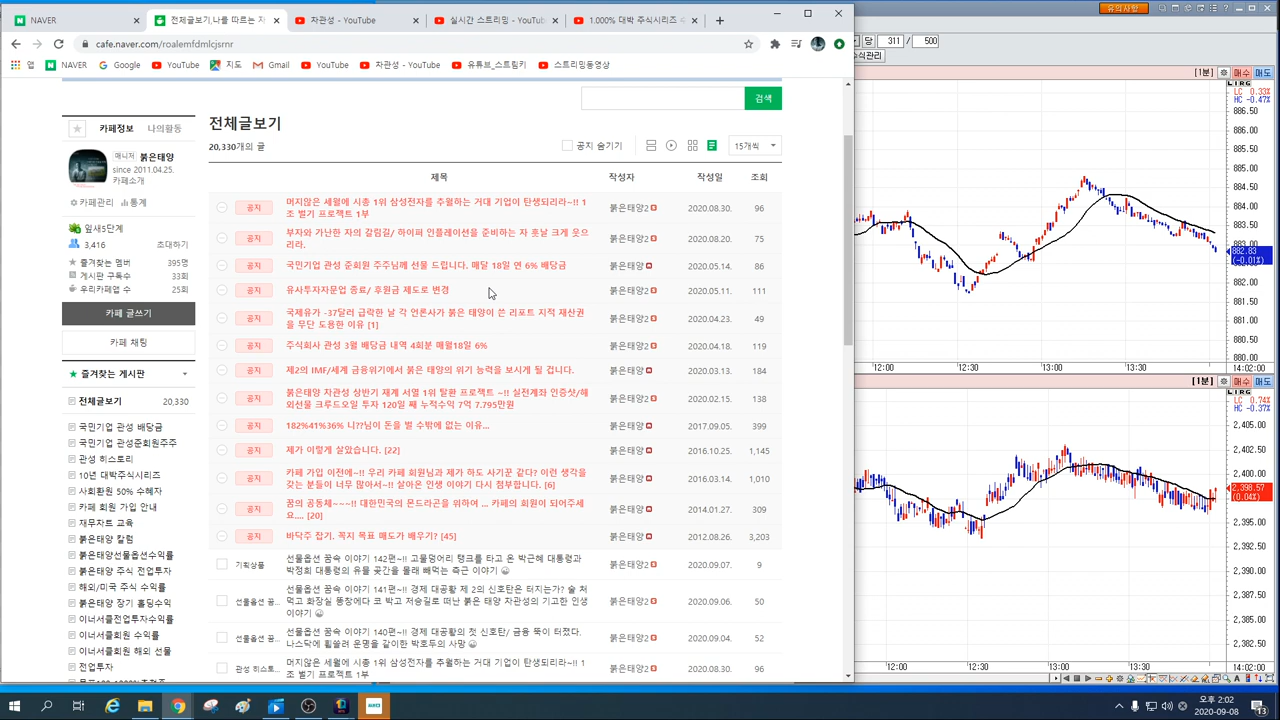 NAVER
전체글보기,나를 따르는 자
차관성 - YouTube
실시간 스트리밍 - YouTube
1.000% 대박 주식시리즈
cafe.naver.com/roalemfdmlcjsrnr
앱
NAVER
Google
YouTube
지도
Gmail
YouTube
차관성 - YouTube
유튜브_스트림키
스트리밍동영상
유의사항
당 311 / 500
검색
카페정보
나의활동
매니저 붉은태양
since 2011.04.25.
카페소개
카페관리
통계
잎새5단계
3,416
초대하기
즐겨찾는 멤버 395명
게시판 구독수 33회
우리카페앱 수 25회
카페 글쓰기
카페 채팅
즐겨찾는 게시판
전체글보기 20,330
국민기업 관성 배당금
국민기업 관성준회원주주
관성 히스토리
10년 대박주식시리즈
사회환원 50% 수혜자
카페 회원 가입 안내
재무차트 교육
붉은태양 칼럼
붉은태양선물옵션수익률
붉은태양 주식 전업투자
해외/미국 주식 수익률
붉은태양 장기 홀딩수익
이너서클전업투자수익률
이너서클회원 수익률
이너서클회원 해외 선물
전업투자
전체글보기
20,330개의 글
공지 숨기기
15개씩
제목 작성자 작성일 조회
공지 머지않은 세월에 시총 1위 삼성전자를 추월하는 거대 기업이 탄생되리라~!! 1
조 벌기 프로젝트 1부 붉은태양2 2020.08.30. 96
공지 부자와 가난한 자의 갈림길/ 하이퍼 인플레이션을 준비하는 자 훗날 크게 웃으
리라. 붉은태양2 2020.08.20. 75
공지 국민기업 관성 준회원 주주님께 선물 드립니다. 매달 18일 연 6% 배당금 붉은태양 2020.05.14. 86
공지 유사투자자문업 종료/ 후원금 제도로 변경 붉은태양2 2020.05.11. 111
공지 국제유가 -37달러 급락한 날 각 언론사가 붉은 태양이 쓴 리포트 지적 재산권
을 무단 도용한 이유 [1] 붉은태양2 2020.04.23. 49
공지 주식회사 관성 3월 배당금 내역 4회분 매월18일 6% 붉은태양2 2020.04.18. 119
공지 제2의 IMF/세계 금융위기에서 붉은 태양의 위기 능력을 보시게 될 겁니다. 붉은태양 2020.03.13. 184
공지 붉은태양 차관성 상반기 재계 서열 1위 탈환 프로젝트 ~!! 실전계좌 인증샷/해
외선물 크루드오일 투자 120일 째 누적수익 7억 7.795만원 붉은태양2 2020.02.15. 138
공지 182%41%36% 니??님이 돈을 벌 수밖에 없는 이유... 붉은태양 2017.09.05. 399
공지 제가 이렇게 살았습니다. [22] 붉은태양 2016.10.25. 1,145
공지 카페 가입 이전에~!! 우리 카페 회원님과 제가 하도 사기꾼 같다? 이런 생각을
갖는 분들이 너무 많아서~!! 살아온 인생 이야기 다시 첨부합니다. [6] 붉은태양 2016.03.14. 1,010
공지 꿈의 공동체~~~!! 대한민국의 몬드라곤을 위하여 ... 카페의 회원이 되어주세
요.... [20] 붉은태양 2014.01.27. 309
공지 바닥주 잡기. 꼭지 목표 매도가 배우기? [45] 붉은태양 2012.08.26. 3,203
기획상품 선물옵션 꿈속 이야기 142편~!! 고물덩어리 탱크를 타고 온 박근혜 대통령과
박정희 대통령의 유물 곳간을 몰래 빼먹는 측근 이야기 붉은태양2 2020.09.07. 9
선물옵션 꿈... 선물옵션 꿈속 이야기 141편~!! 경제 대공황 제 2의 신호탄은 터지는가? 술 처
먹고 화장실 똥창에다 코 박고 저승길로 떠난 붉은 태양 차관성의 기고한 인생
이야기 붉은태양2 2020.09.06. 50
선물옵션 꿈... 선물옵션 꿈속 이야기 140편~!! 경제 대공황의 첫 신호탄/ 금융 뚝이 터졌다.
나스닥에 휩쓸려 운명을 같이한 박호두의 사망 붉은태양2 2020.09.04. 52
관성 히스토... 머지않은 세월에 시총 1위 삼성전자를 추월하는 거대 기업이 탄생되리라~!! 1
조 벌기 프로젝트 1부 붉은태양2 2020.08.30. 96
[1분] 매수 매도
LC 0.33%
HC -0.47%
886.50
886.00
885.50
885.00
884.50
884.00
883.50
883.00
882.83
(-0.01%)
882.00
881.50
881.00
880.50
880.00
12:00 12:30 13:00 13:30 14:02:00
[1분] 매수 매도
LC 0.74%
HC -0.37%
2,405.00
2,402.50
2,400.00
2,398.57
(0.04%)
2,395.00
2,392.50
2,390.00
2,387.50
2,385.00
2,382.50
12:00 12:30 13:00 13:30 14:02:00
오후 2:02
2020-09-08
13